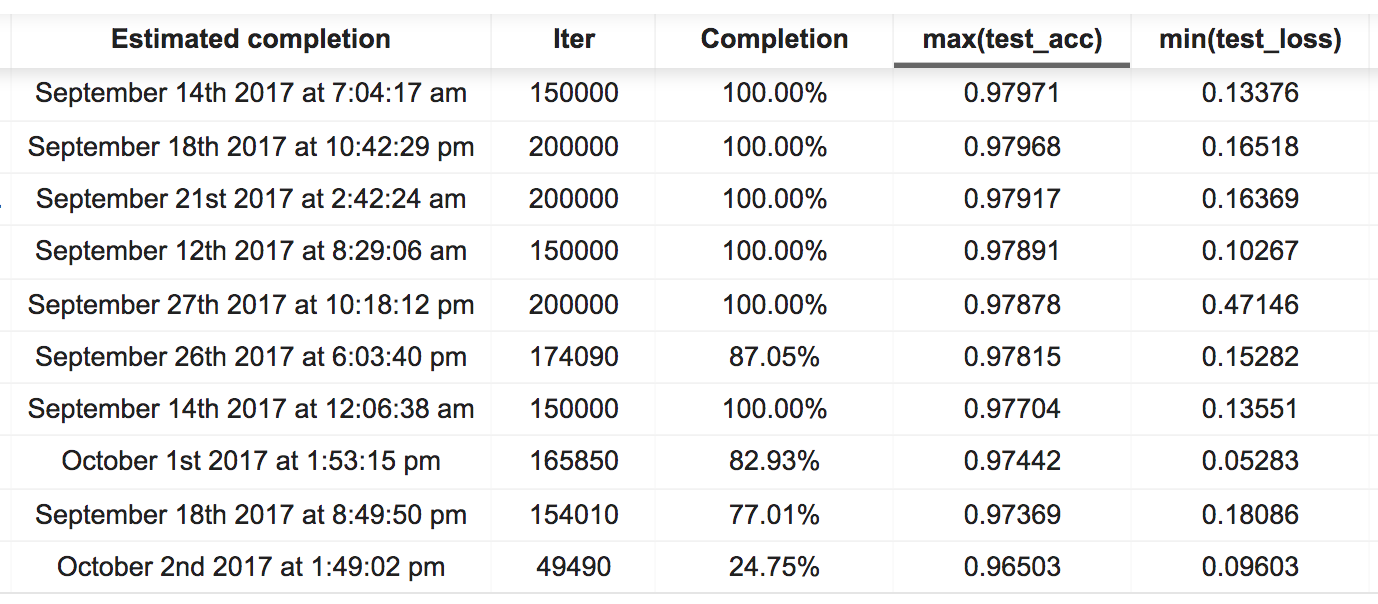 Estimated completion Iter Completion max(test_acc) min(test_loss)
September 14th 2017 at 7:04:17 am 150000 100.00% 0.97971 0.13376
September 18th 2017 at 10:42:29 pm 200000 100.00% 0.97968 0.16518
September 21st 2017 at 2:42:24 am 200000 100.00% 0.97917 0.16369
September 12th 2017 at 8:29:06 am 150000 100.00% 0.97891 0.10267
September 27th 2017 at 10:18:12 pm 200000 100.00% 0.97878 0.47146
September 26th 2017 at 6:03:40 pm 174090 87.05% 0.97815 0.15282
September 14th 2017 at 12:06:38 am 150000 100.00% 0.97704 0.13551
October 1st 2017 at 1:53:15 pm 165850 82.93% 0.97442 0.05283
September 18th 2017 at 8:49:50 pm 154010 77.01% 0.97369 0.18086
October 2nd 2017 at 1:49:02 pm 49490 24.75% 0.96503 0.09603